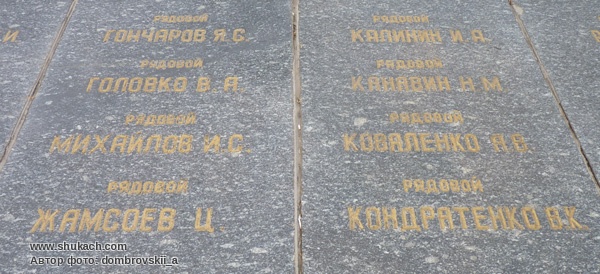 РЯДОВОЙ
ГОНЧАРОВ Я.С.
РЯДОВОЙ
ГОЛОВКО В. А.
РЯДОВОЙ
МИХАЙЛОВ И.С.
РЯДОВОЙ
ЖАМСОЕВ Ц.
РЯДОВОЙ
КАЛИНИН И.Д.
РЯДОВОЙ
Н.М.
РЯДОВОЙ
КОВАЛЕНКО
РЯДОВОЙ
КОНДРАТЕНКО В.К.
www.shukach.com
Автор фото: dombrovskii_a